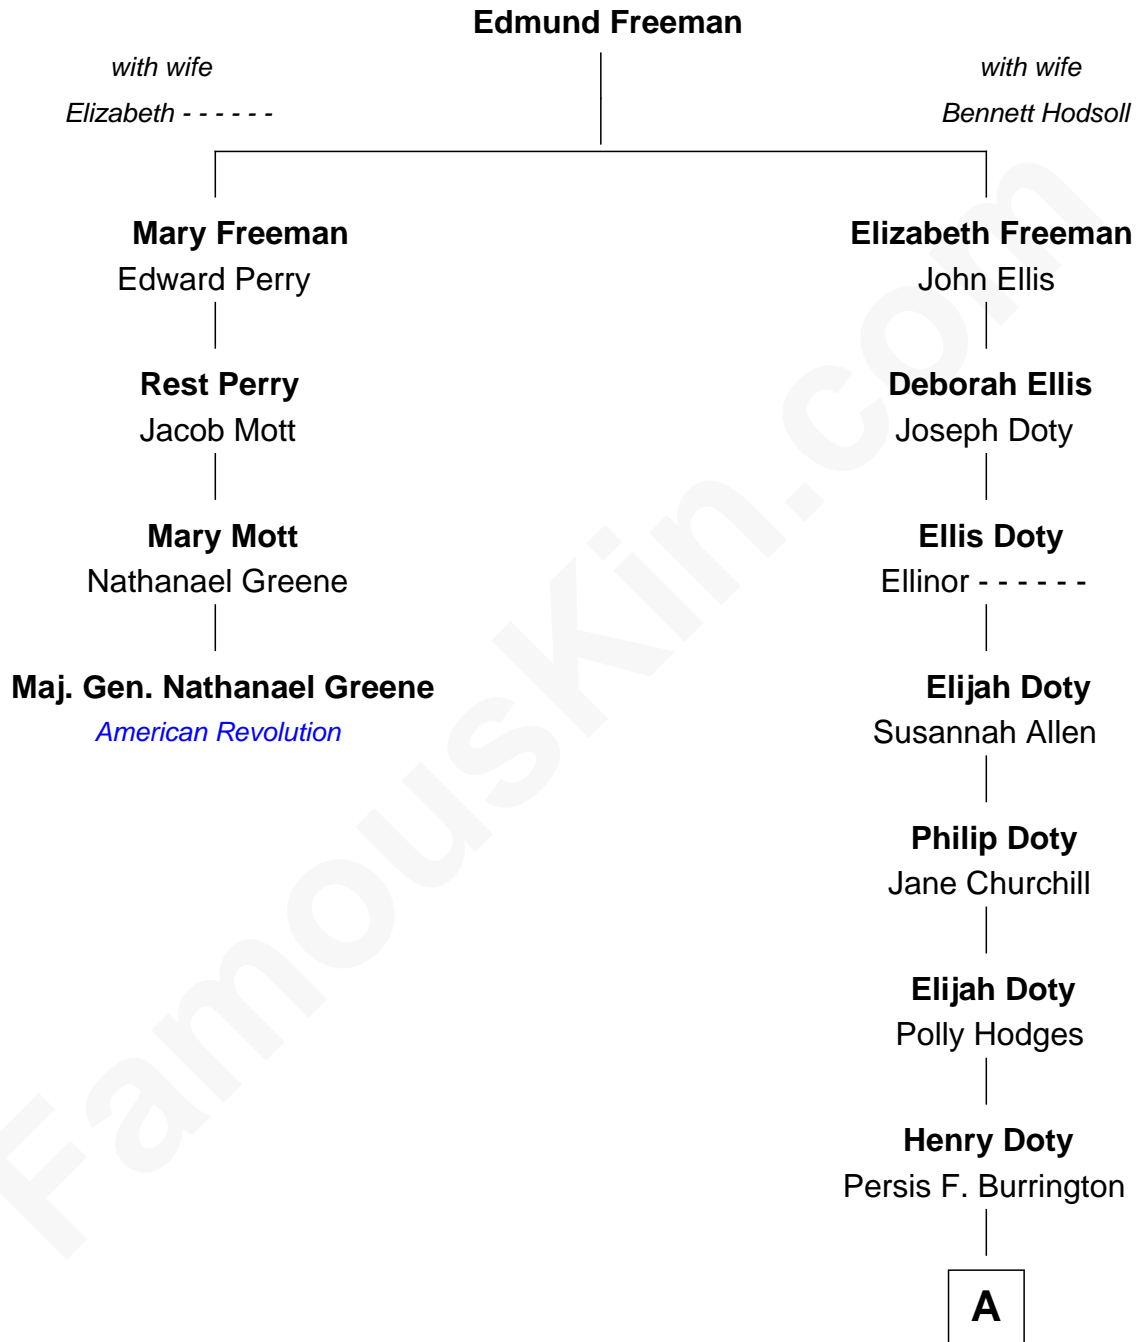 Edmund Freeman
with wife
Elizabeth - - - - - -
with wife
Bennett Hodsoll
Mary Freeman
Edward Perry
Elizabeth Freeman
John Ellis
Rest Perry
Jacob Mott
Deborah Ellis
Joseph Doty
Mary Mott
Nathanael Greene
Ellis Doty
Ellinor - - - - - -
Maj. Gen. Nathanael Greene
American Revolution
Elijah Doty
Susannah Allen
Philip Doty
Jane Churchill
Elijah Doty
Polly Hodges
Henry Doty
Persis F. Burrington
A
FamousKin.com